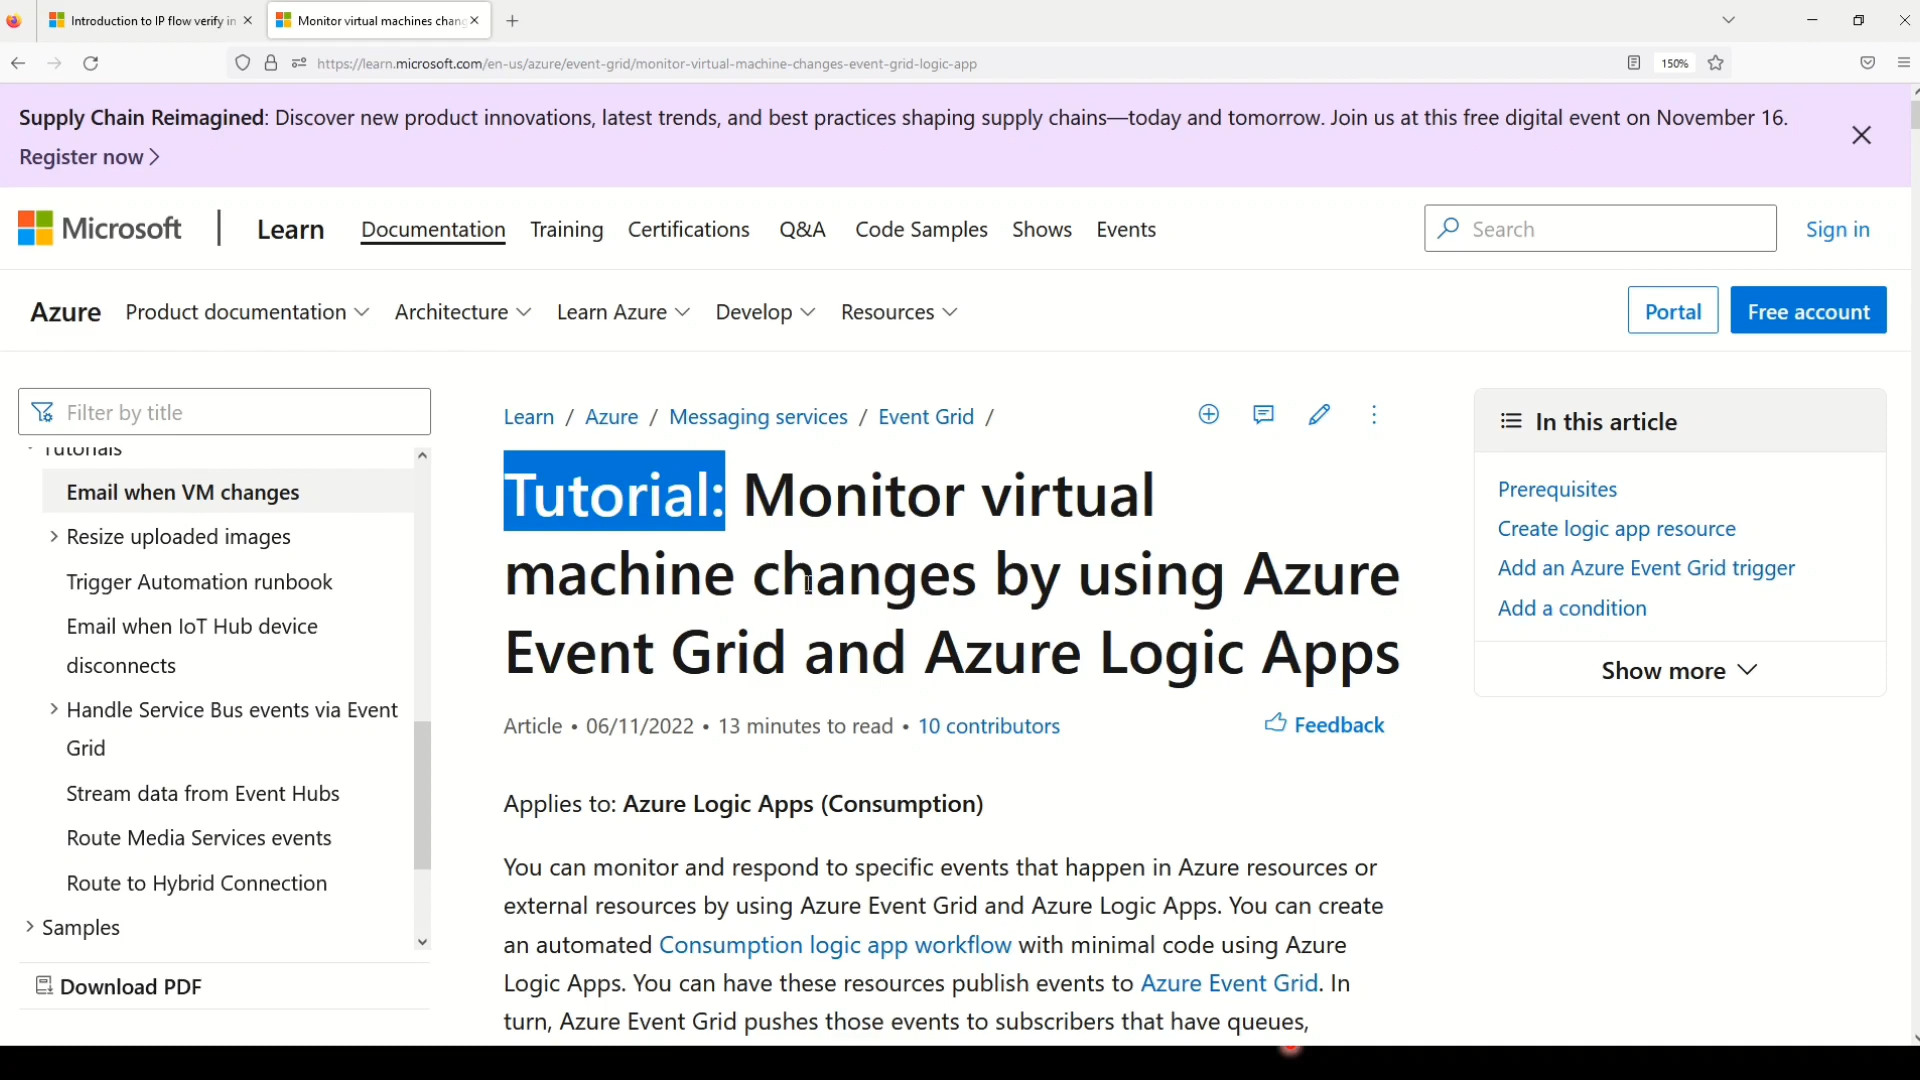 Introduction to IP flow verify in
Monitor virtual machines chang
https://learn.microsoft.com/en-us/azure/event-grid/monitor-virtual-machine-changes-event-grid-logic-app
150%
Supply Chain Reimagined: Discover new product innovations, latest trends, and best practices shaping supply chains—today and tomorrow. Join us at this free digital event on November 16.
Register now
Microsoft
Learn
Documentation
Training
Certifications
Q&A
Code Samples
Shows
Events
Search
Sign in
Azure
Product documentation
Architecture
Learn Azure
Develop
Resources
Portal
Free account
Filter by title
Tutorials
Email when VM changes
Resize uploaded images
Trigger Automation runbook
Email when IoT Hub device
disconnects
Handle Service Bus events via Event
Grid
Stream data from Event Hubs
Route Media Services events
Route to Hybrid Connection
Samples
Download PDF
Learn / Azure / Messaging services / Event Grid /
Tutorial: Monitor virtual
machine changes by using Azure
Event Grid and Azure Logic Apps
Article • 06/11/2022 • 13 minutes to read • 10 contributors
Feedback
Applies to: Azure Logic Apps (Consumption)
You can monitor and respond to specific events that happen in Azure resources or
external resources by using Azure Event Grid and Azure Logic Apps. You can create
an automated Consumption logic app workflow with minimal code using Azure
Logic Apps. You can have these resources publish events to Azure Event Grid. In
turn, Azure Event Grid pushes those events to subscribers that have queues,
In this article
Prerequisites
Create logic app resource
Add an Azure Event Grid trigger
Add a condition
Show more